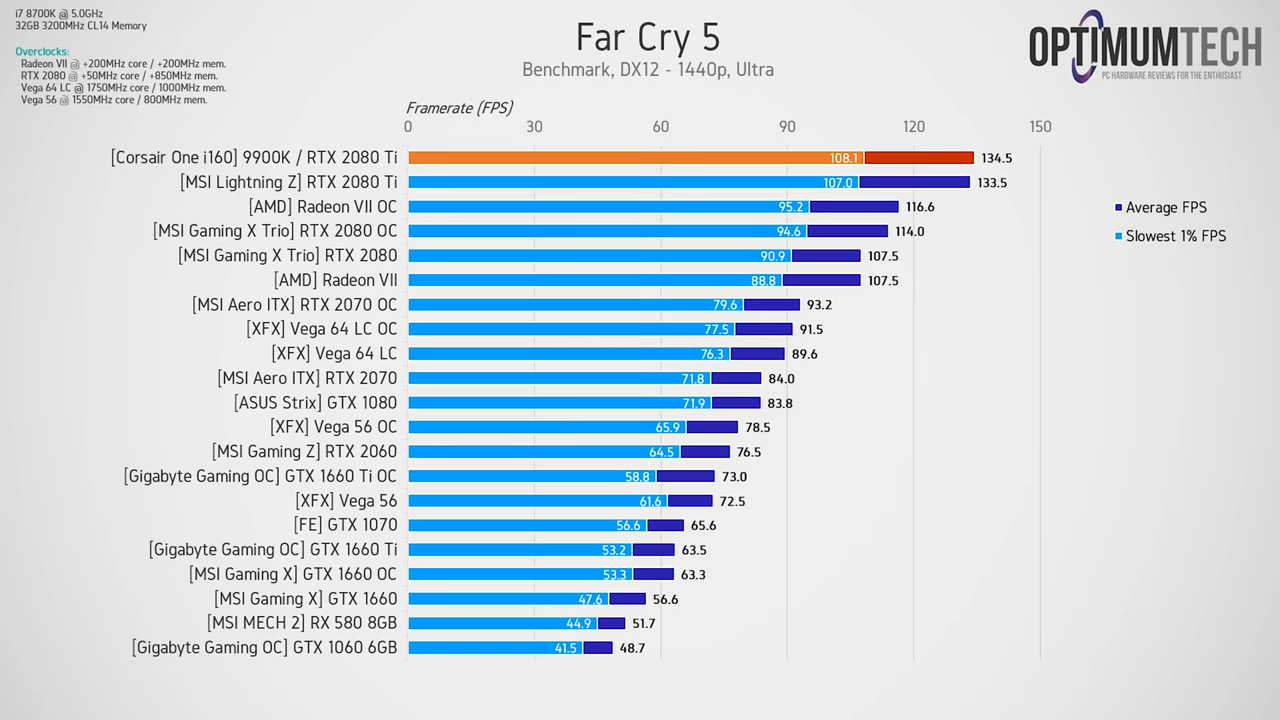 i7 8700K @ 5.0GHz
32GB 3200MHz CL14 Memory
Overclocks:
Radeon VII @ +200MHz core / +200MHz mem.
RTX 2080 @ +50MHz core / +850MHz mem.
Vega 64 LC @ 1750MHz core / 1000MHz mem.
Vega 56 @ 1550MHz core / 800MHz mem.
Far Cry 5
Benchmark, DX12 - 1440p, Ultra
OPTIMUMTECH
PC HARDWARE REVIEWS FOR THE ENTHUSIAST
Framerate (FPS)
0 30 60 90 120 150
[Corsair One i160] 9900K / RTX 2080 Ti 108.1 134.5
[MSI Lightning Z] RTX 2080 Ti 107.0 133.5
[AMD] Radeon VII OC 95.2 116.6
[MSI Gaming X Trio] RTX 2080 OC 94.6 114.0
[MSI Gaming X Trio] RTX 2080 90.9 107.5
[AMD] Radeon VII 88.8 107.5
[MSI Aero ITX] RTX 2070 OC 79.6 93.2
[XFX] Vega 64 LC OC 77.5 91.5
[XFX] Vega 64 LC 76.3 89.6
[MSI Aero ITX] RTX 2070 71.8 84.0
[ASUS Strix] GTX 1080 71.9 83.8
[XFX] Vega 56 OC 65.9 78.5
[MSI Gaming Z] RTX 2060 64.5 76.5
[Gigabyte Gaming OC] GTX 1660 Ti OC 58.8 73.0
[XFX] Vega 56 61.6 72.5
[FE] GTX 1070 56.6 65.6
[Gigabyte Gaming OC] GTX 1660 Ti 53.2 63.5
[MSI Gaming X] GTX 1660 OC 53.3 63.3
[MSI Gaming X] GTX 1660 47.6 56.6
[MSI MECH 2] RX 580 8GB 44.9 51.7
[Gigabyte Gaming OC] GTX 1060 6GB 41.5 48.7
Average FPS
Slowest 1% FPS